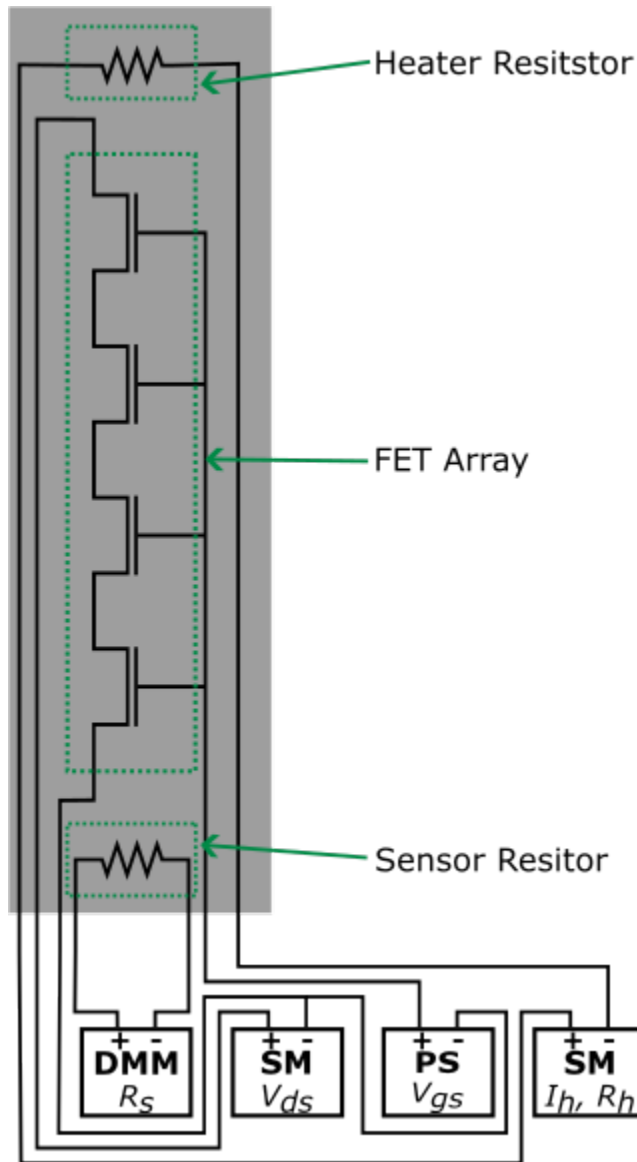 Heater Resitstor
FET Array
Sensor Resitor
+ - + - + - + -
DMM SM PS SM
Rs Vds Vgs Ih, Rh